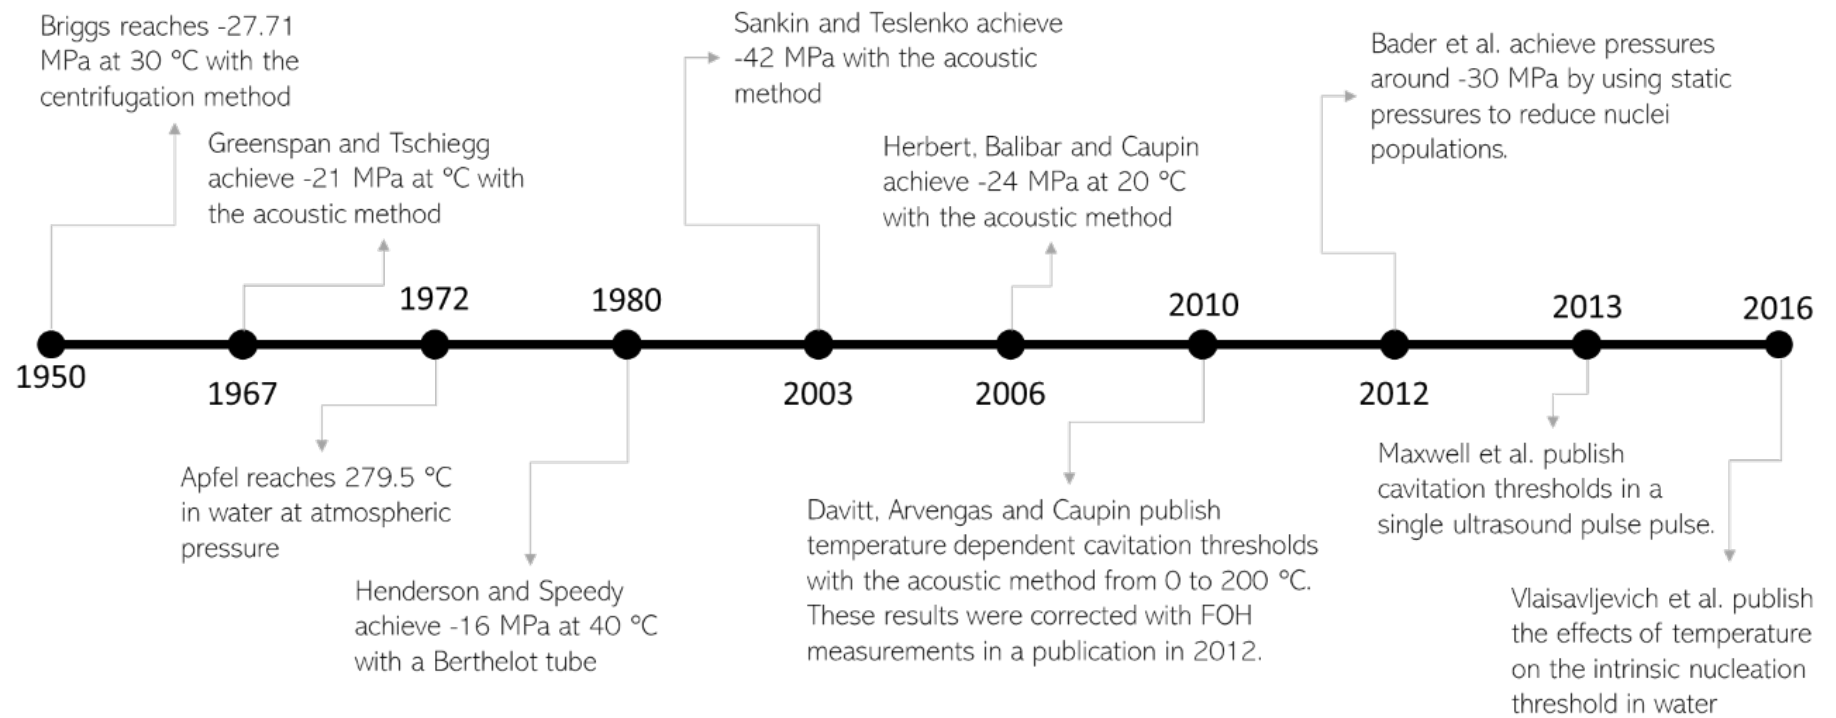 Briggs reaches -27.71
MPa at 30 °C with the
centrifugation method
Greenspan and Tschiegg
achieve -21 MPa at °C with
the acoustic method
Sankin and Teslenko achieve
-42 MPa with the acoustic
method
Herbert, Balibar and Caupin
achieve -24 MPa at 20 °C
with the acoustic method
Bader et al. achieve pressures
around -30 MPa by using static
pressures to reduce nuclei
populations.
1972
1980
2010
2013
2016
1950
1967
2003
2006
2012
Apfel reaches 279.5 °C
in water at atmospheric
pressure
Henderson and Speedy
achieve -16 MPa at 40 °C
with a Berthelot tube
Davitt, Arvengas and Caupin publish
temperature dependent cavitation thresholds
with the acoustic method from 0 to 200 °C.
These results were corrected with FOH
measurements in a publication in 2012.
Maxwell et al. publish
cavitation thresholds in a
single ultrasound pulse pulse.
Vlaisavljevich et al. publish
the effects of temperature
on the intrinsic nucleation
threshold in water